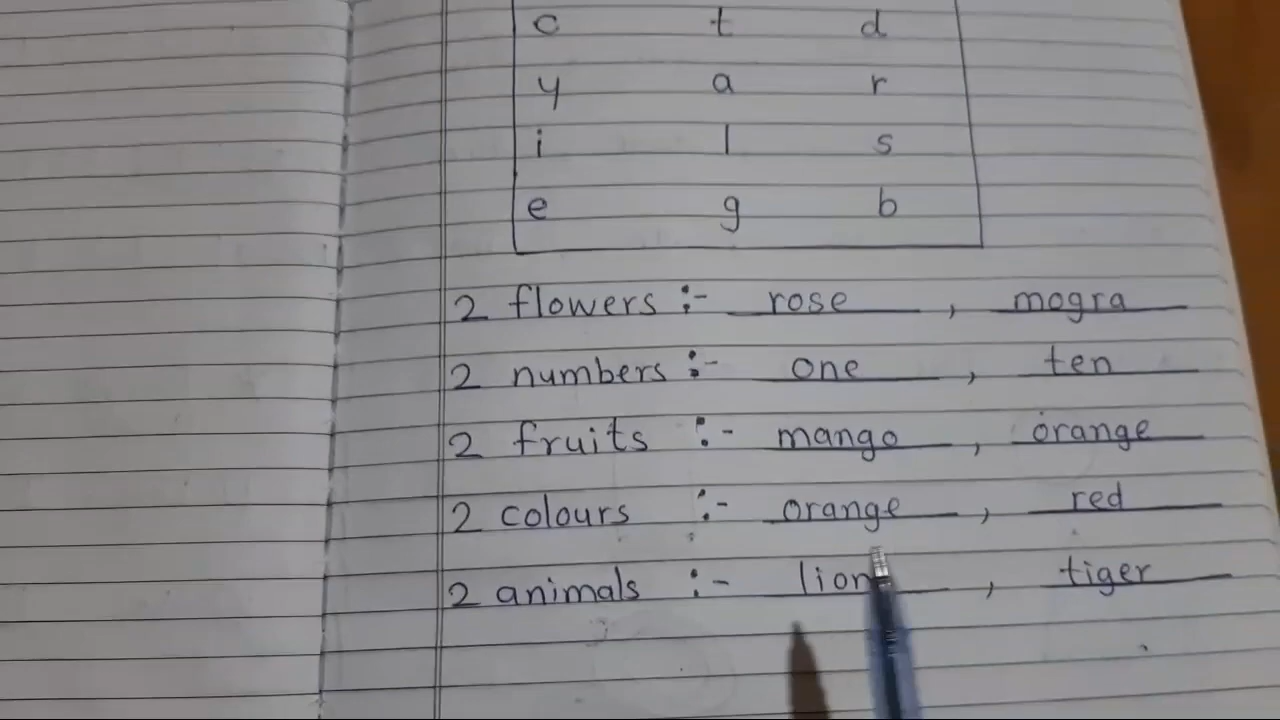 c t d
y a r
i l s
e g b
2 flowers :- rose , mogra
2 numbers :- one , ten
2 fruits :- mango , orange
2 colours :- orange , red
2 animals :- lion , tiger